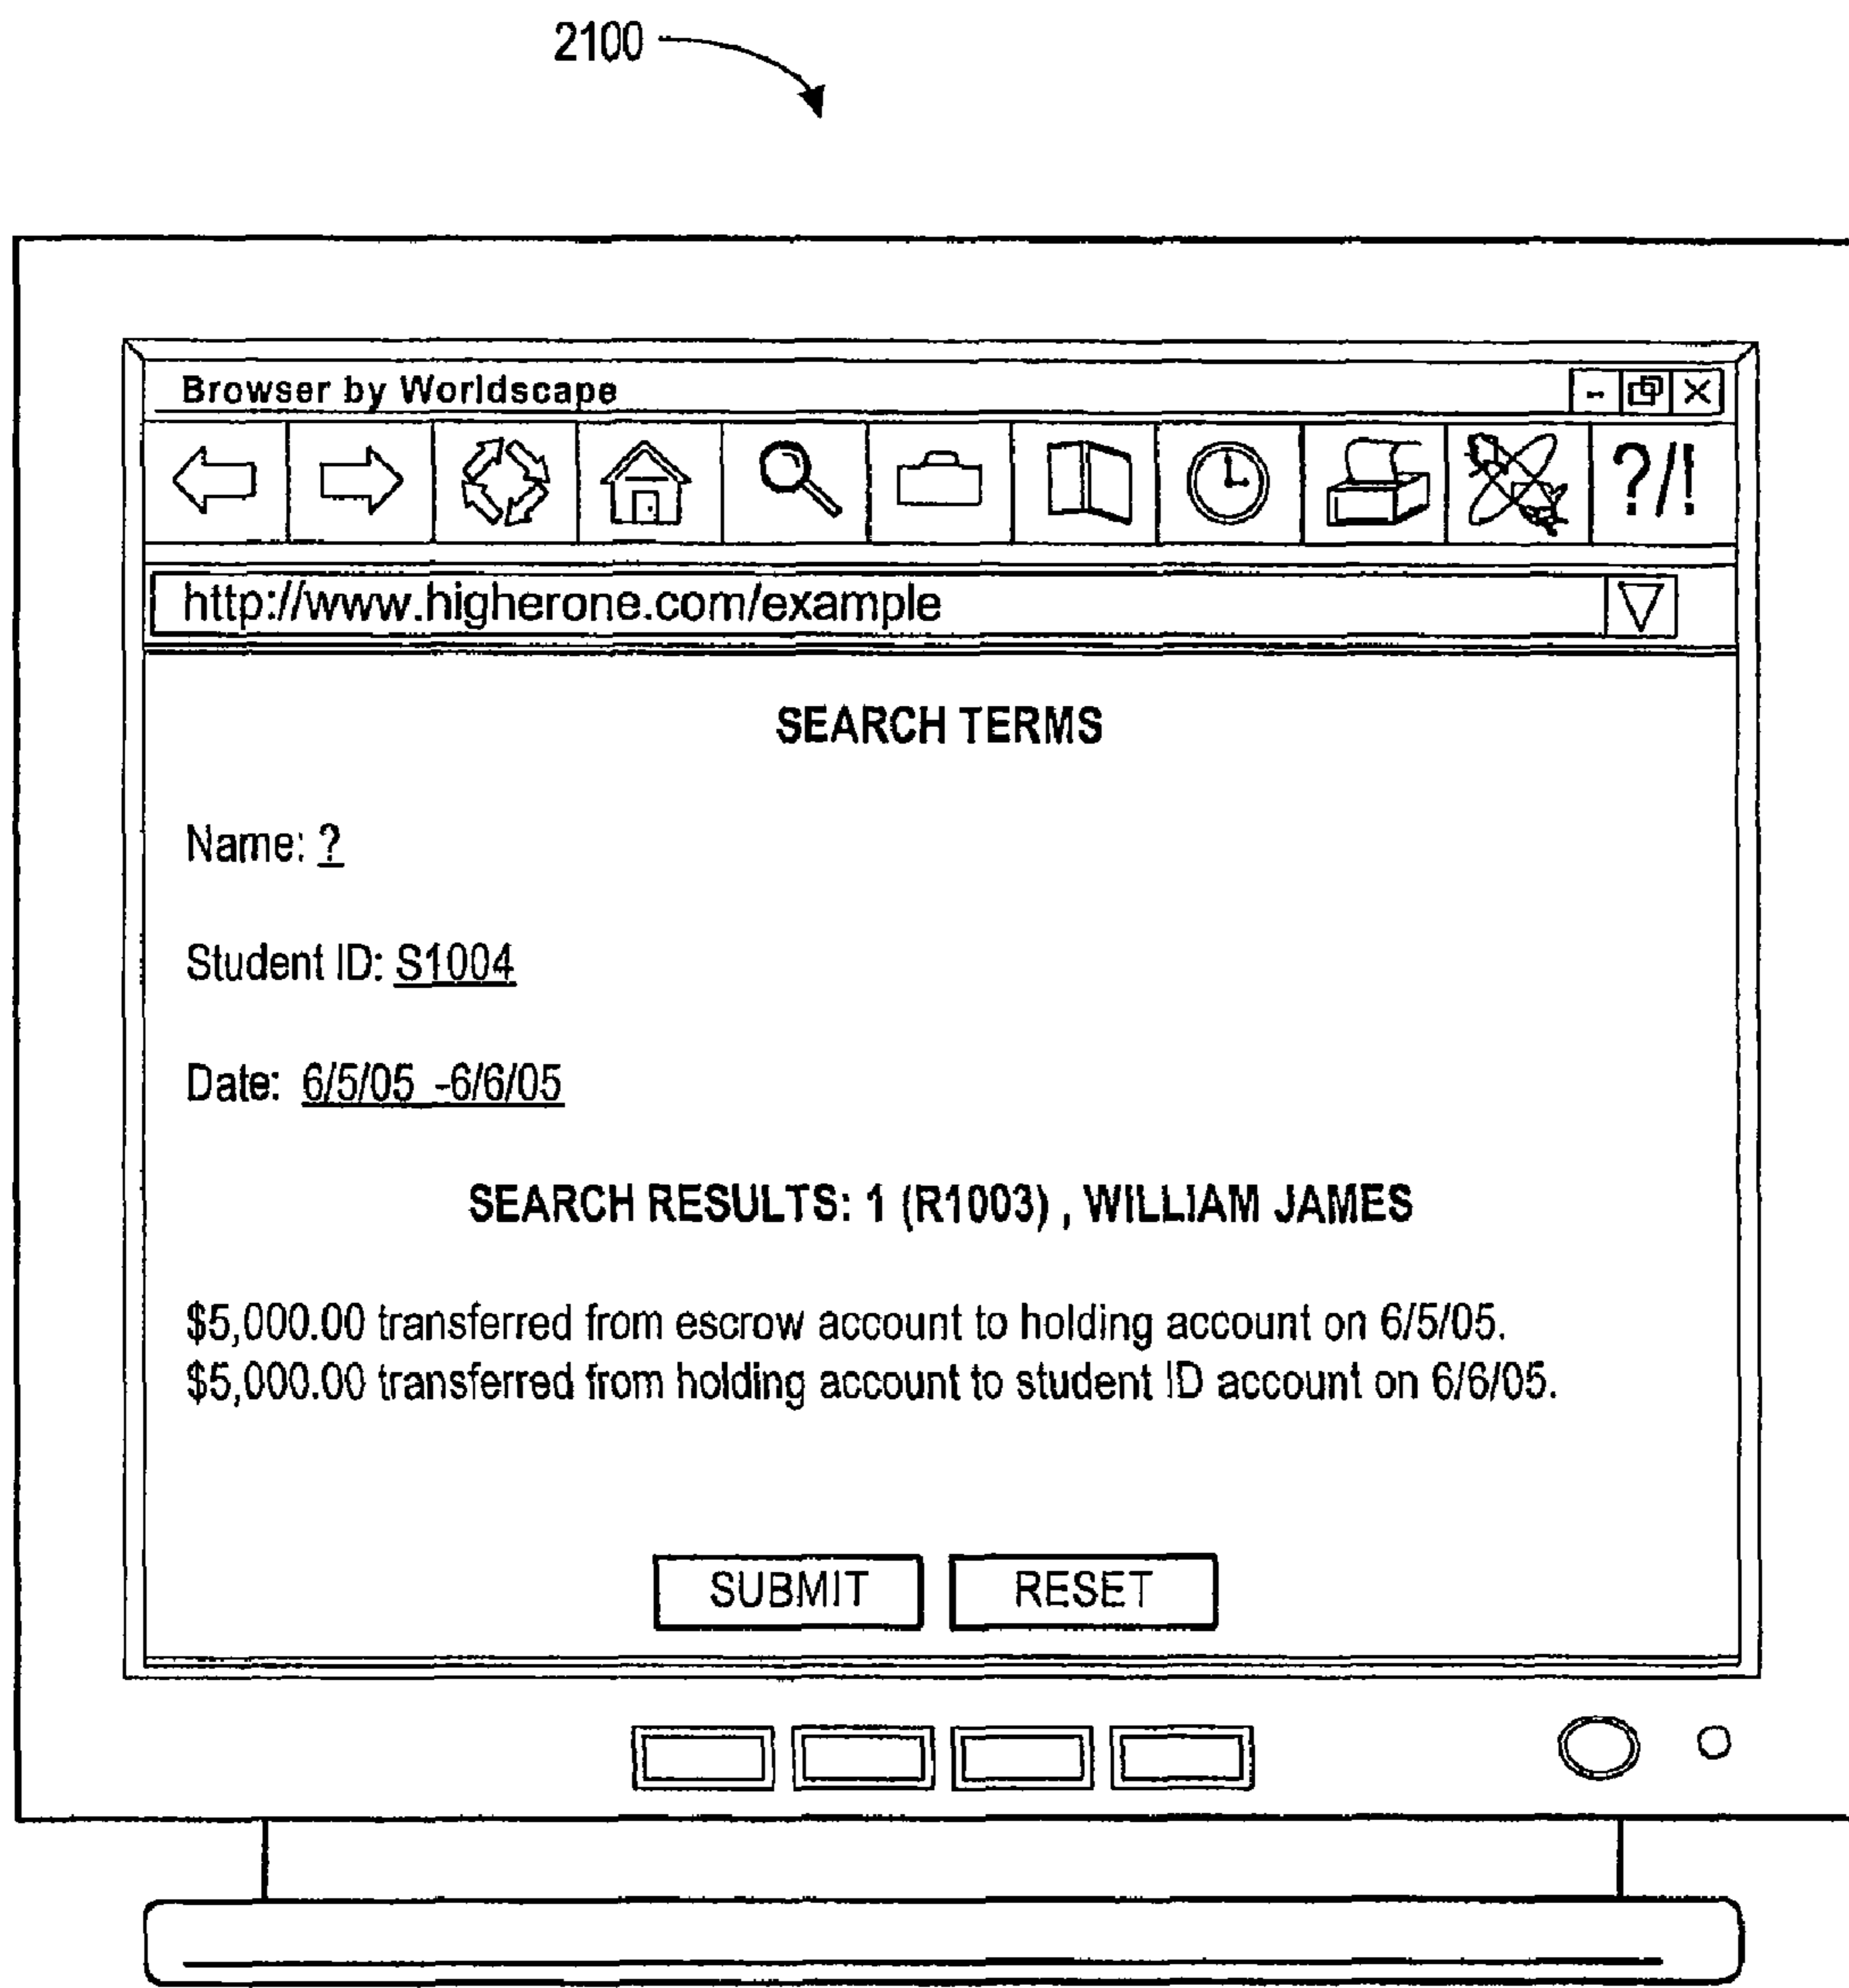 2100
Browser by Worldscape
?/!
http://www.higherone.com/example
SEARCH TERMS
Name: ?
Student ID: S1004
Date: 6/5/05 -6/6/05
SEARCH RESULTS: 1 (R1003) , WILLIAM JAMES
$5,000.00 transferred from escrow account to holding account on 6/5/05.
$5,000.00 transferred from holding account to student ID account on 6/6/05.
SUBMIT RESET